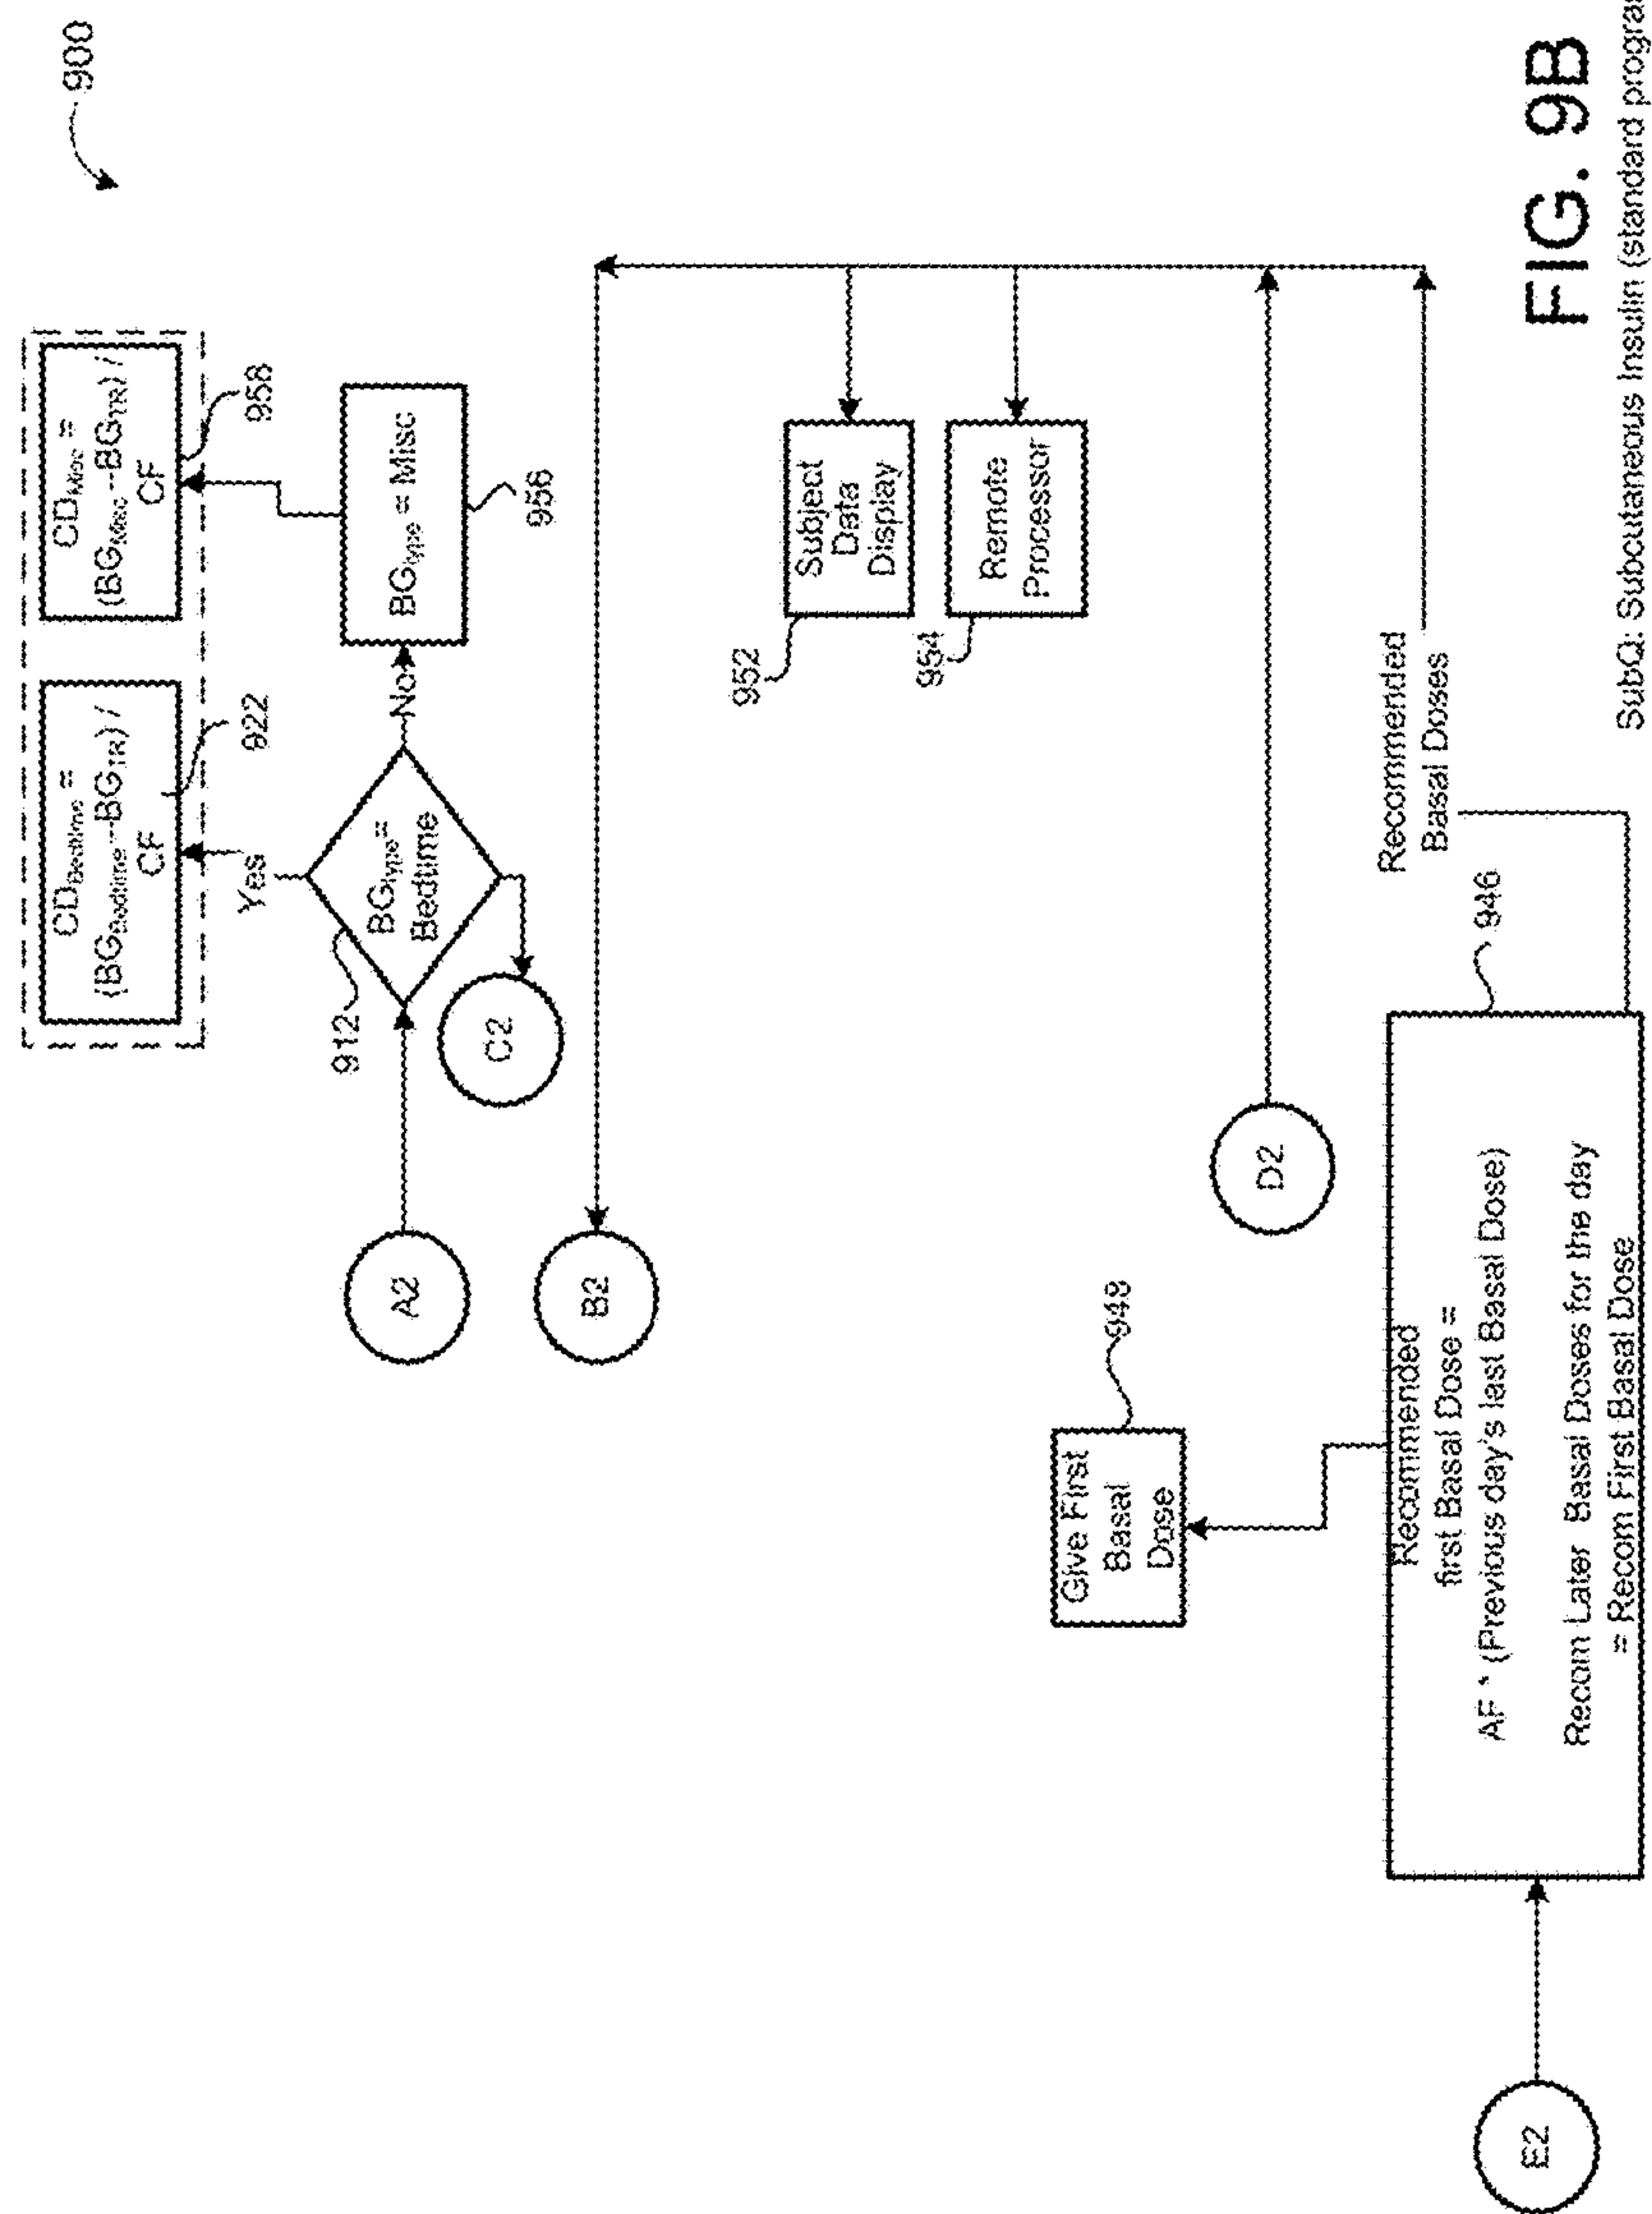 900
CD_Bedtime =
(BG_Bedtime--BG_TR) /
CF
922
CD_Misc =
(BG_Misc--BG_TR) /
CF
958
Yes
912
BG_type=
Bedtime
No
BG_type = Misc
956
A2
C2
B2
952
Subject
Data
Display
954
Remote
Processor
948
Give First
Basal
Dose
D2
Recommended
Basal Doses
946
Recommended
first Basal Dose =
AF * (Previous day's last Basal Dose)
Recom Later Basal Doses for the day
= Recom First Basal Dose
E2
FIG. 9B
SubQ: Subcutaneous Insulin (standard